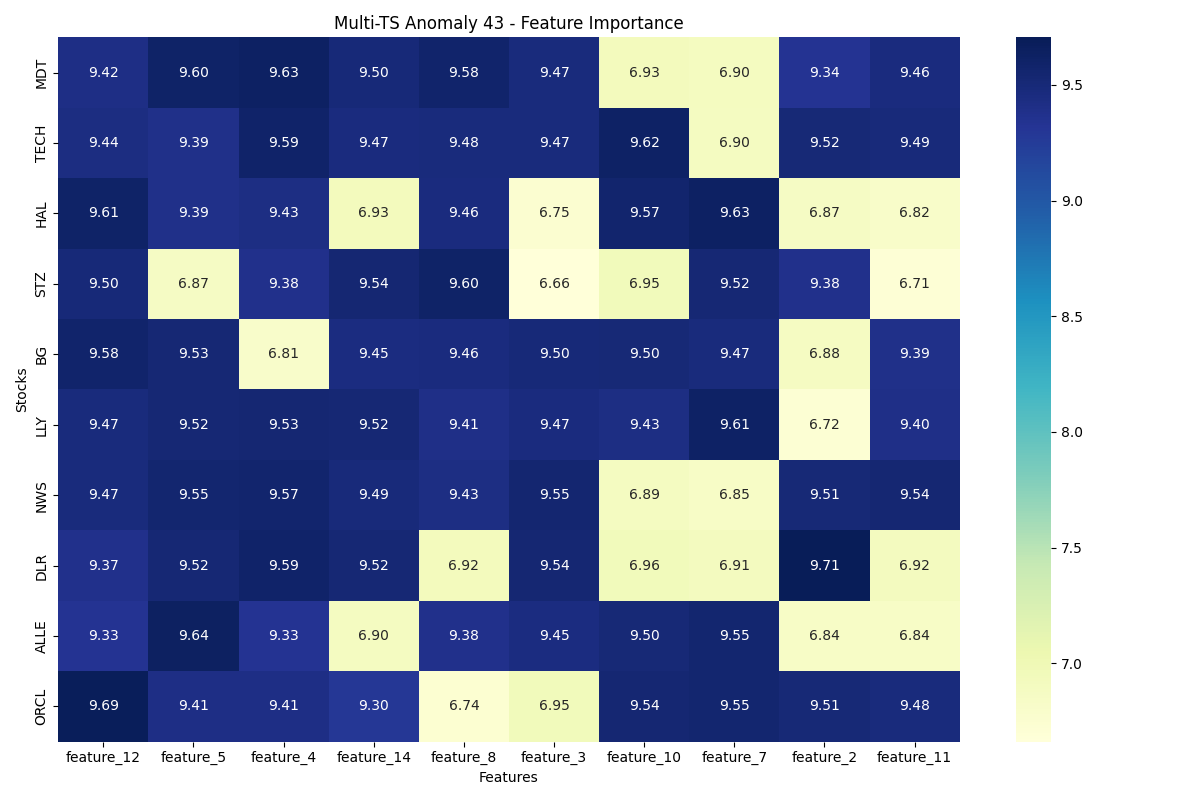 Multi-TS Anomaly 43 - Feature Importance
Stocks
MDT 9.42 9.60 9.63 9.50 9.58 9.47 6.93 6.90 9.34 9.46
TECH 9.44 9.39 9.59 9.47 9.48 9.47 9.62 6.90 9.52 9.49
HAL 9.61 9.39 9.43 6.93 9.46 6.75 9.57 9.63 6.87 6.82
STZ 9.50 6.87 9.38 9.54 9.60 6.66 6.95 9.52 9.38 6.71
BG 9.58 9.53 6.81 9.45 9.46 9.50 9.50 9.47 6.88 9.39
LLY 9.47 9.52 9.53 9.52 9.41 9.47 9.43 9.61 6.72 9.40
NWS 9.47 9.55 9.57 9.49 9.43 9.55 6.89 6.85 9.51 9.54
DLR 9.37 9.52 9.59 9.52 6.92 9.54 6.96 6.91 9.71 6.92
ALLE 9.33 9.64 9.33 6.90 9.38 9.45 9.50 9.55 6.84 6.84
ORCL 9.69 9.41 9.41 9.30 6.74 6.95 9.54 9.55 9.51 9.48
feature_12 feature_5 feature_4 feature_14 feature_8 feature_3 feature_10 feature_7 feature_2 feature_11
Features
9.5
9.0
8.5
8.0
7.5
7.0